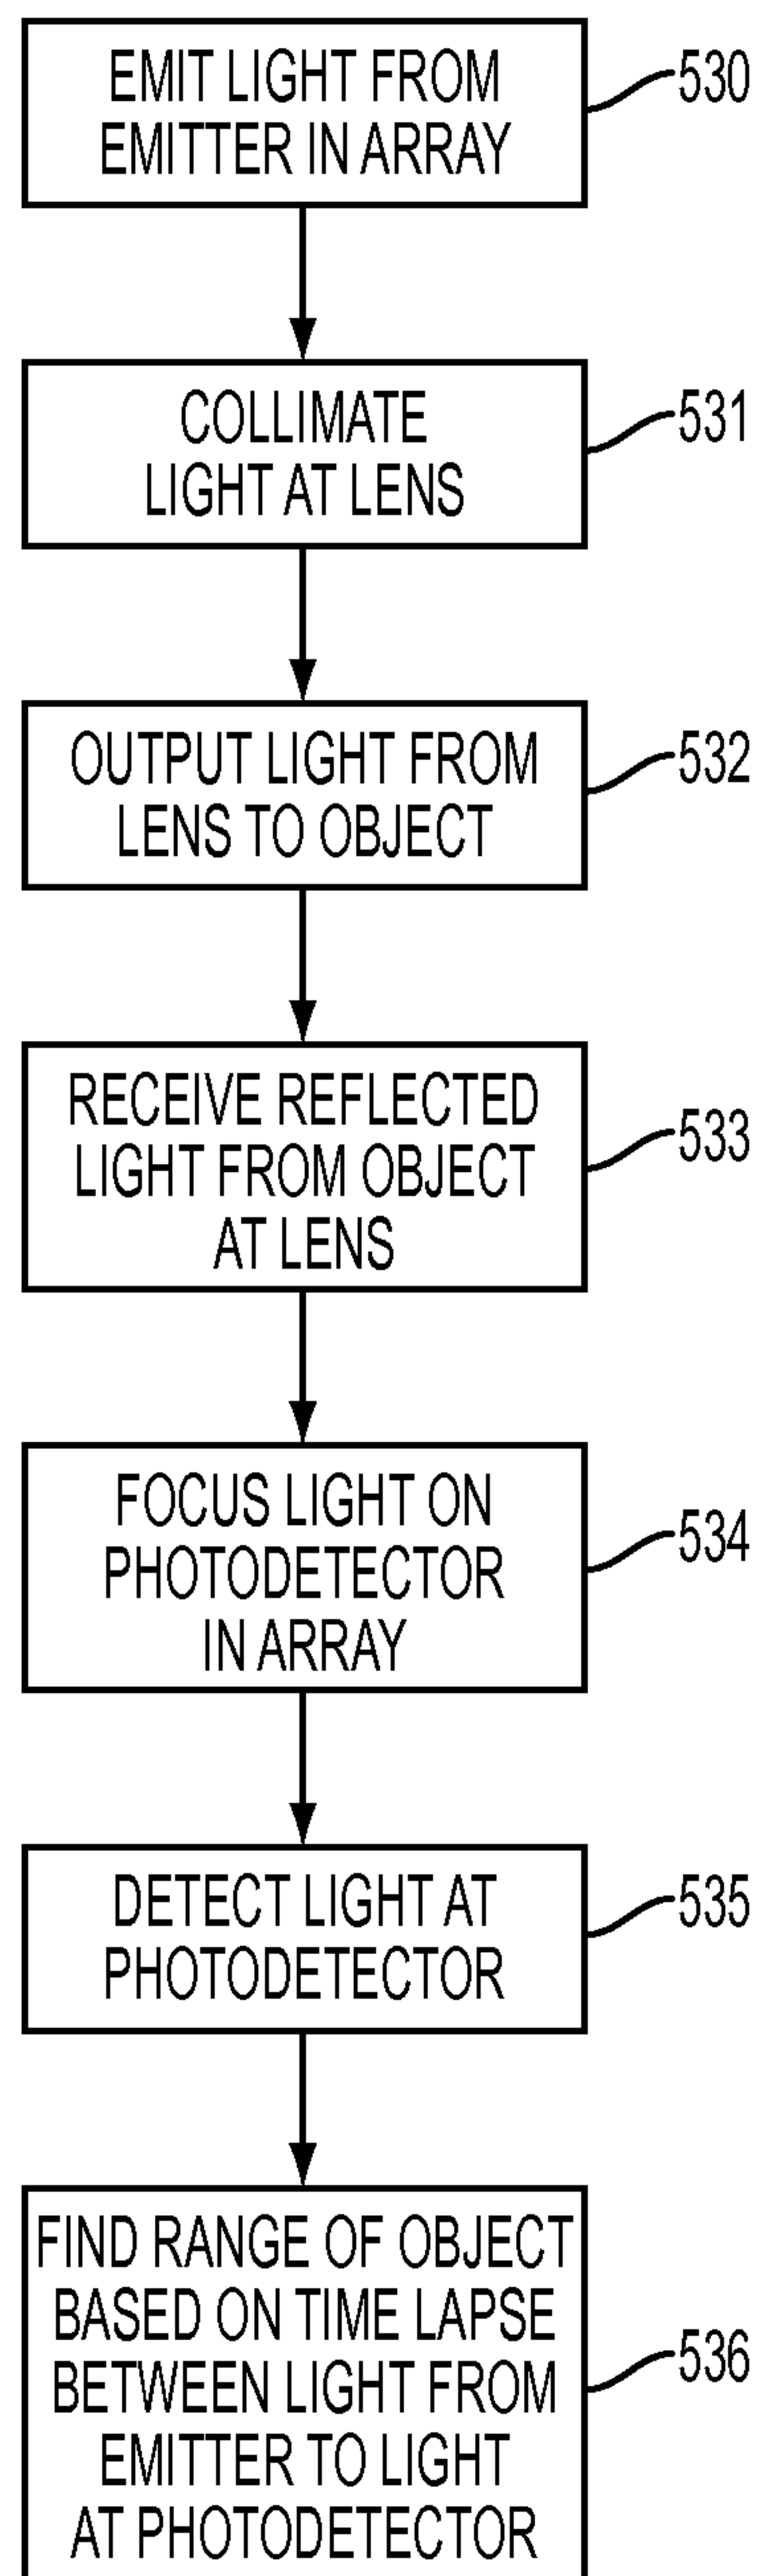 EMIT LIGHT FROM
EMITTER IN ARRAY
530
COLLIMATE
LIGHT AT LENS
531
OUTPUT LIGHT FROM
LENS TO OBJECT
532
RECEIVE REFLECTED
LIGHT FROM OBJECT
AT LENS
533
FOCUS LIGHT ON
PHOTODETECTOR
IN ARRAY
534
DETECT LIGHT AT
PHOTODETECTOR
535
FIND RANGE OF OBJECT
BASED ON TIME LAPSE
BETWEEN LIGHT FROM
EMITTER TO LIGHT
AT PHOTODETECTOR
536